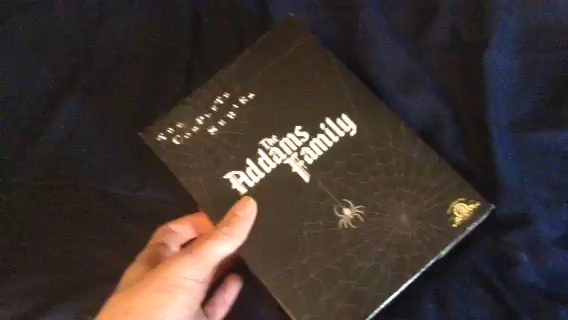 THE
COMPLETE
SERIES
The
Addams
Family